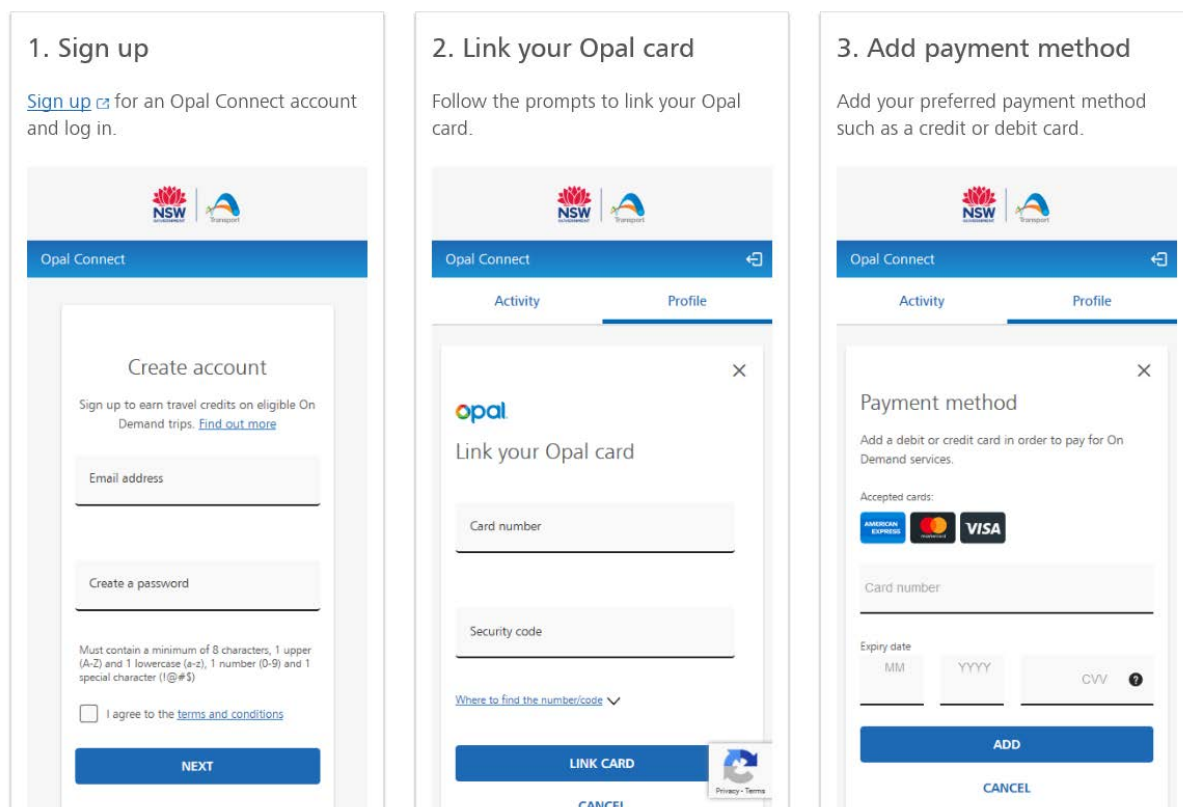 1. Sign up
Sign up for an Opal Connect account
and log in.
NSW
GOVERNMENT
Transport
Opal Connect
Create account
Sign up to earn travel credits on eligible On
Demand trips. Find out more
Email address
Create a password
Must contain a minimum of 8 characters, 1 upper
(A-Z) and 1 lowercase (a-z), 1 number (0-9) and 1
special character (!@#$)
I agree to the terms and conditions
NEXT
2. Link your Opal card
Follow the prompts to link your Opal
card.
NSW
GOVERNMENT
Transport
Opal Connect
Activity
Profile
opal
Link your Opal card
Card number
Security code
Where to find the number/code
LINK CARD
Privacy - Terms
CANCEL
3. Add payment method
Add your preferred payment method
such as a credit or debit card.
NSW
GOVERNMENT
Transport
Opal Connect
Activity
Profile
Payment method
Add a debit or credit card in order to pay for On
Demand services.
Accepted cards:
AMERICAN
EXPRESS
mastercard
VISA
Card number
Expiry date
MM
YYYY
CVV
?
ADD
CANCEL